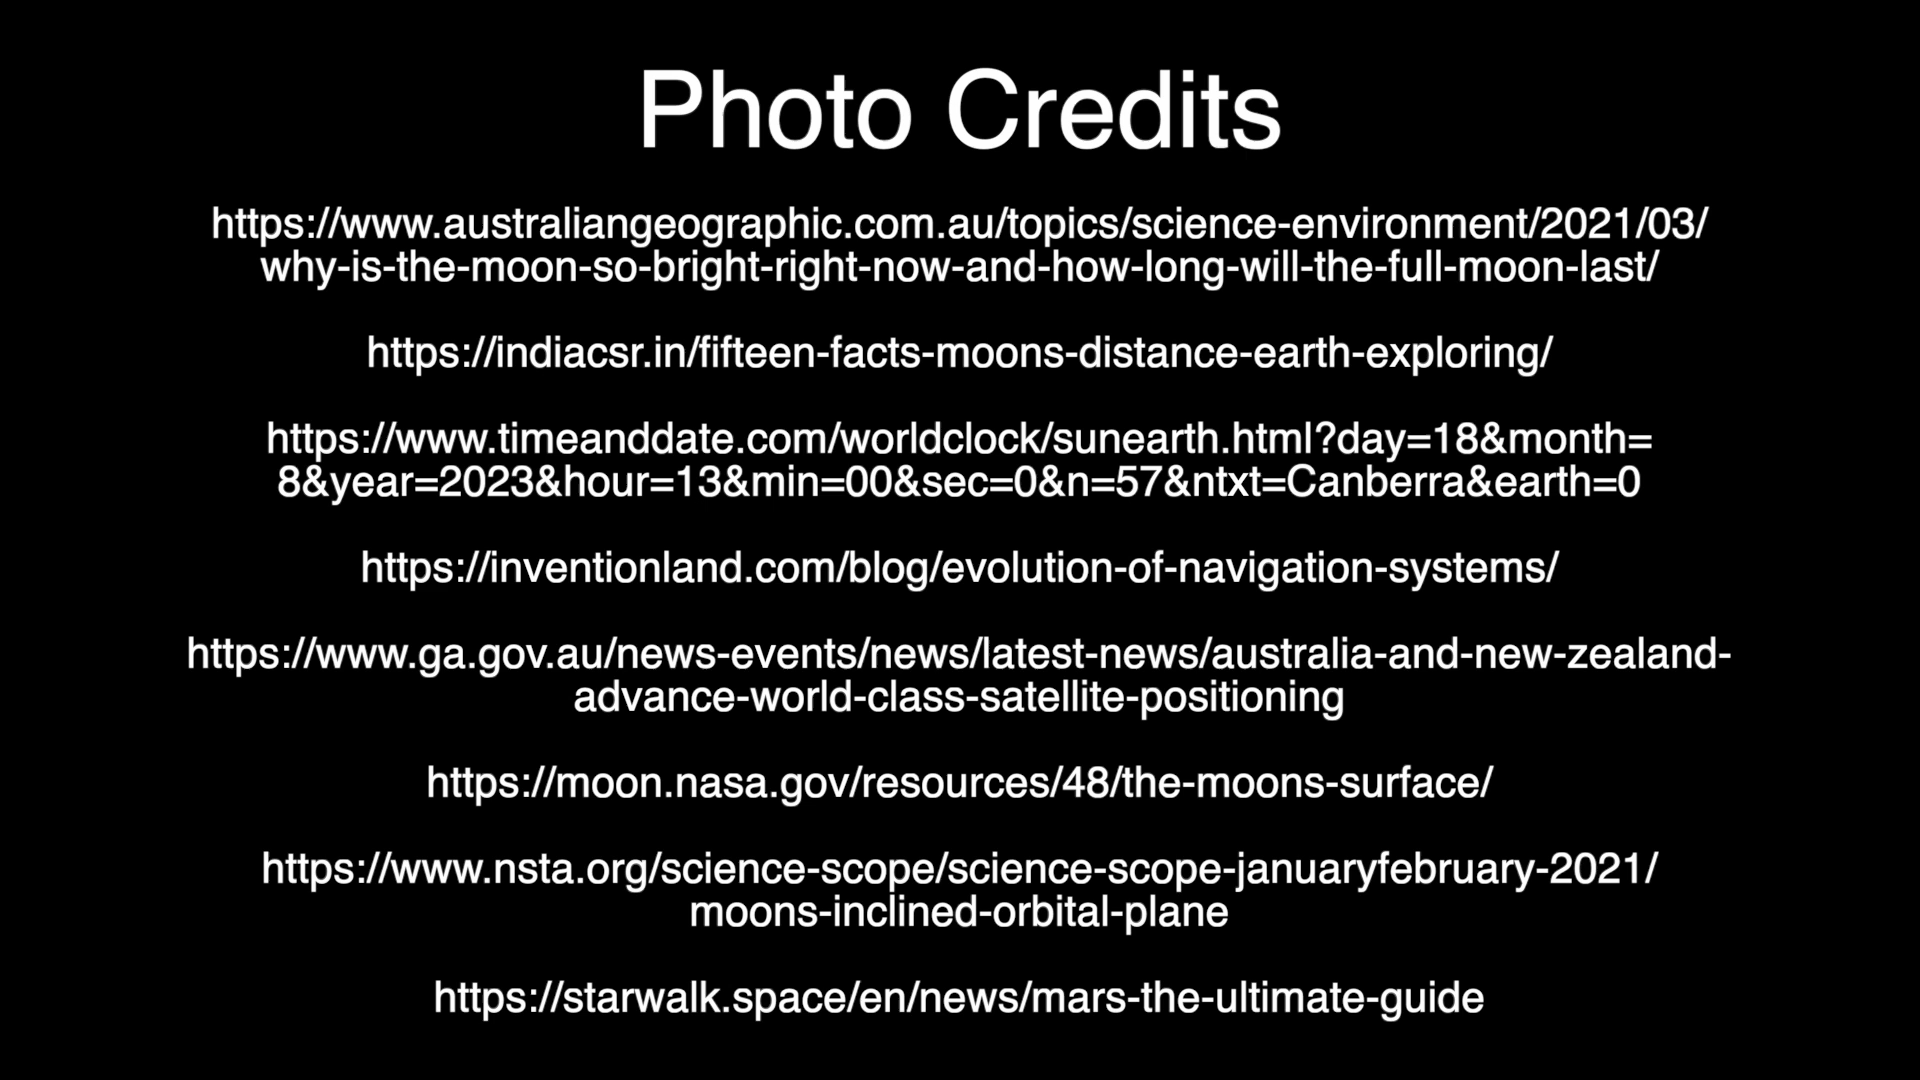 Photo Credits
https://www.australiangeographic.com.au/topics/science-environment/2021/03/
why-is-the-moon-so-bright-right-now-and-how-long-will-the-full-moon-last/
https://indiacsr.in/fifteen-facts-moons-distance-earth-exploring/
https://www.timeanddate.com/worldclock/sunearth.html?day=18&month=
8&year=2023&hour=13&min=00&sec=0&n=57&ntxt=Canberra&earth=0
https://inventionland.com/blog/evolution-of-navigation-systems/
https://www.ga.gov.au/news-events/news/latest-news/australia-and-new-zealand-
advance-world-class-satellite-positioning
https://moon.nasa.gov/resources/48/the-moons-surface/
https://www.nsta.org/science-scope/science-scope-januaryfebruary-2021/
moons-inclined-orbital-plane
https://starwalk.space/en/news/mars-the-ultimate-guide